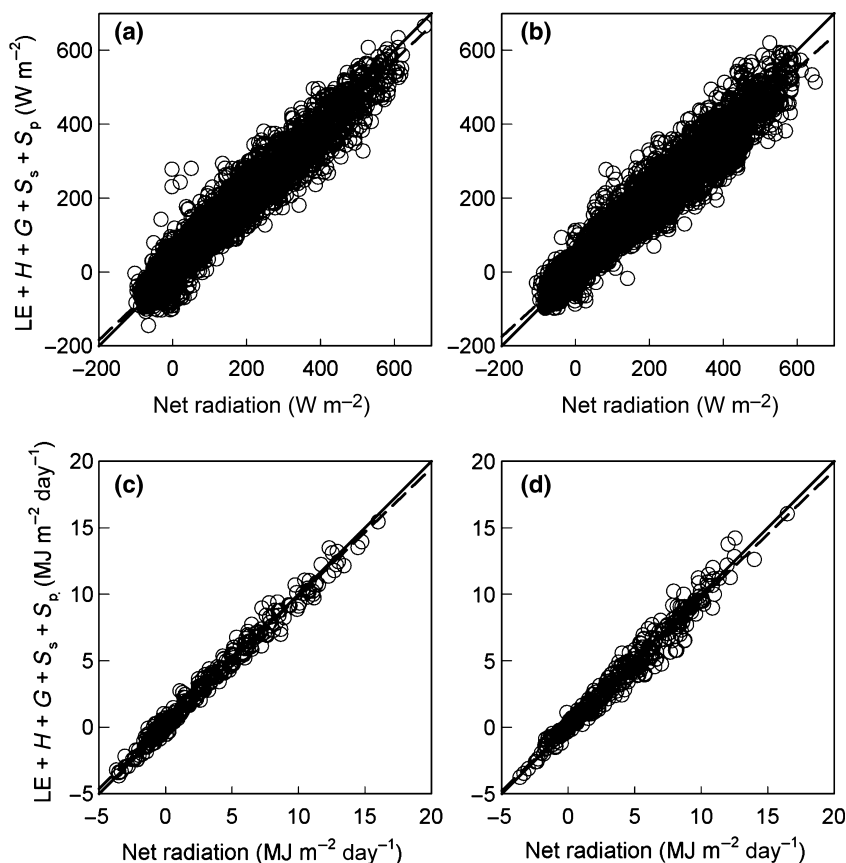 (a)
(b)
LE + H + G + Sₛ + Sₚ (W m⁻²)
600
400
200
0
−200
−200 0 200 400 600
Net radiation (W m⁻²)
600
400
200
0
−200
−200 0 200 400 600
Net radiation (W m⁻²)
(c)
(d)
LE + H + G + Sₛ + Sₚ, (MJ m⁻² day⁻¹)
20
15
10
5
0
−5
−5 0 5 10 15 20
Net radiation (MJ m⁻² day⁻¹)
20
15
10
5
0
−5
−5 0 5 10 15 20
Net radiation (MJ m⁻² day⁻¹)